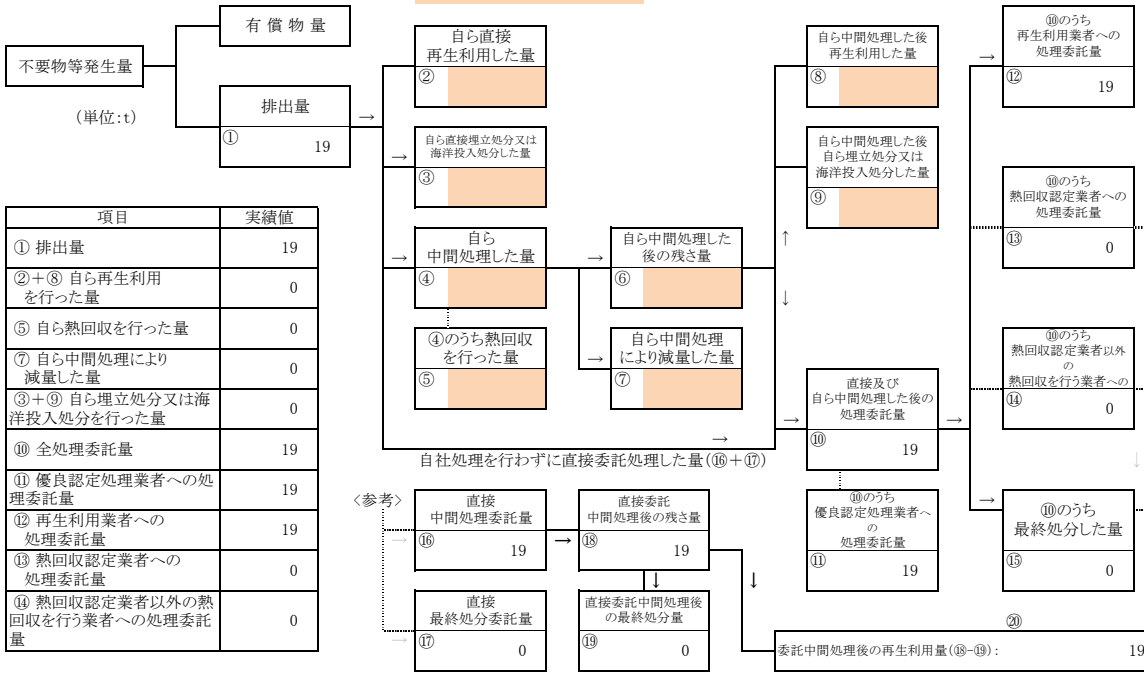 不要物等発生量
(単位:t)
有償物量
排出量
① 19
→
自ら直接
再生利用した量
②
→
自ら直接埋立処分又は
海洋投入処分した量
③
→
自ら
中間処理した量
④
④のうち熱回収
を行った量
⑤
→
自ら中間処理した
後の残さ量
⑥
→
自ら中間処理
により減量した量
⑦
自ら中間処理した後
再生利用した量
⑧
自ら中間処理した後
自ら埋立処分又は
海洋投入処分した量
⑨
↑
↓
→
直接及び
自ら中間処理した後の
処理委託量
⑩ 19
⑩のうち
優良認定処理業者へ
の
処理委託量
⑪ 19
→
→
⑩のうち
再生利用業者への
処理委託量
⑫ 19
⑩のうち
熱回収認定業者への
処理委託量
⑬ 0
⑩のうち
熱回収認定業者以外
の
熱回収を行う業者への
⑭ 0
↓
→
⑩のうち
最終処分した量
⑮ 0
項目 実績値
① 排出量 19
②+⑧ 自ら再生利用
を行った量 0
⑤ 自ら熱回収を行った量 0
⑦ 自ら中間処理により
減量した量 0
③+⑨ 自ら埋立処分又は海
洋投入処分を行った量 0
⑩ 全処理委託量 19
⑪ 優良認定処理業者への処
理委託量 19
⑫ 再生利用業者への
処理委託量 19
⑬ 熱回収認定業者への
処理委託量 0
⑭ 熱回収認定業者以外の熱
回収を行う業者への処理委託
量 0
→
自社処理を行わずに直接委託処理した量(⑯+⑰)
<参考>
→
直接
中間処理委託量
⑯ 19
→
直接委託
中間処理後の残さ量
⑱ 19
↓
↓
→
直接
最終処分委託量
⑰ 0
直接委託中間処理後
の最終処分量
⑲ 0
⑳
委託中間処理後の再生利用量(⑱-⑲): 19